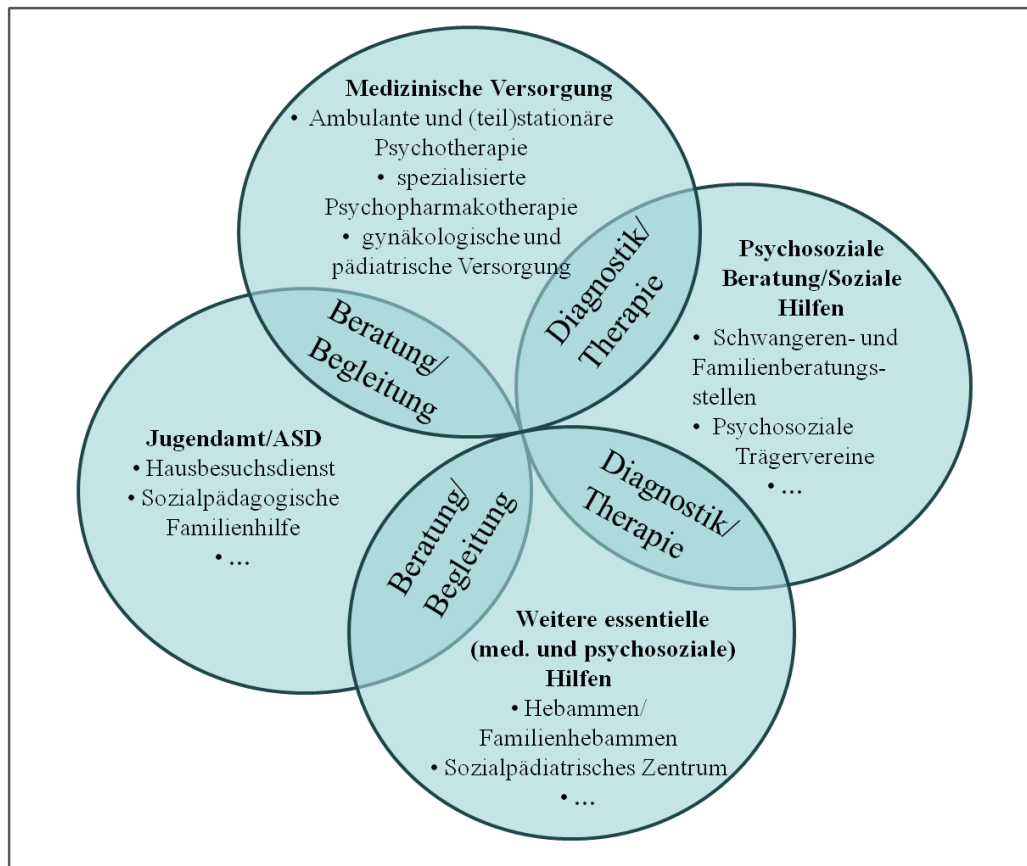 Medizinische Versorgung
• Ambulante und (teil)stationäre
Psychotherapie
• spezialisierte
Psychopharmakotherapie
• gynäkologische und
pädiatrische Versorgung
Diagnostik/
Therapie
Psychosoziale
Beratung/Soziale
Hilfen
• Schwangeren- und
Familienberatungs-
stellen
• Psychosoziale
Trägervereine
• ...
Beratung/
Begleitung
Jugendamt/ASD
• Hausbesuchsdienst
• Sozialpädagogische
Familienhilfe
• ...
Beratung/
Begleitung
Diagnostik/
Therapie
Weitere essentielle
(med. und psychosoziale)
Hilfen
• Hebammen/
Familienhebammen
• Sozialpädiatrisches Zentrum
• ...